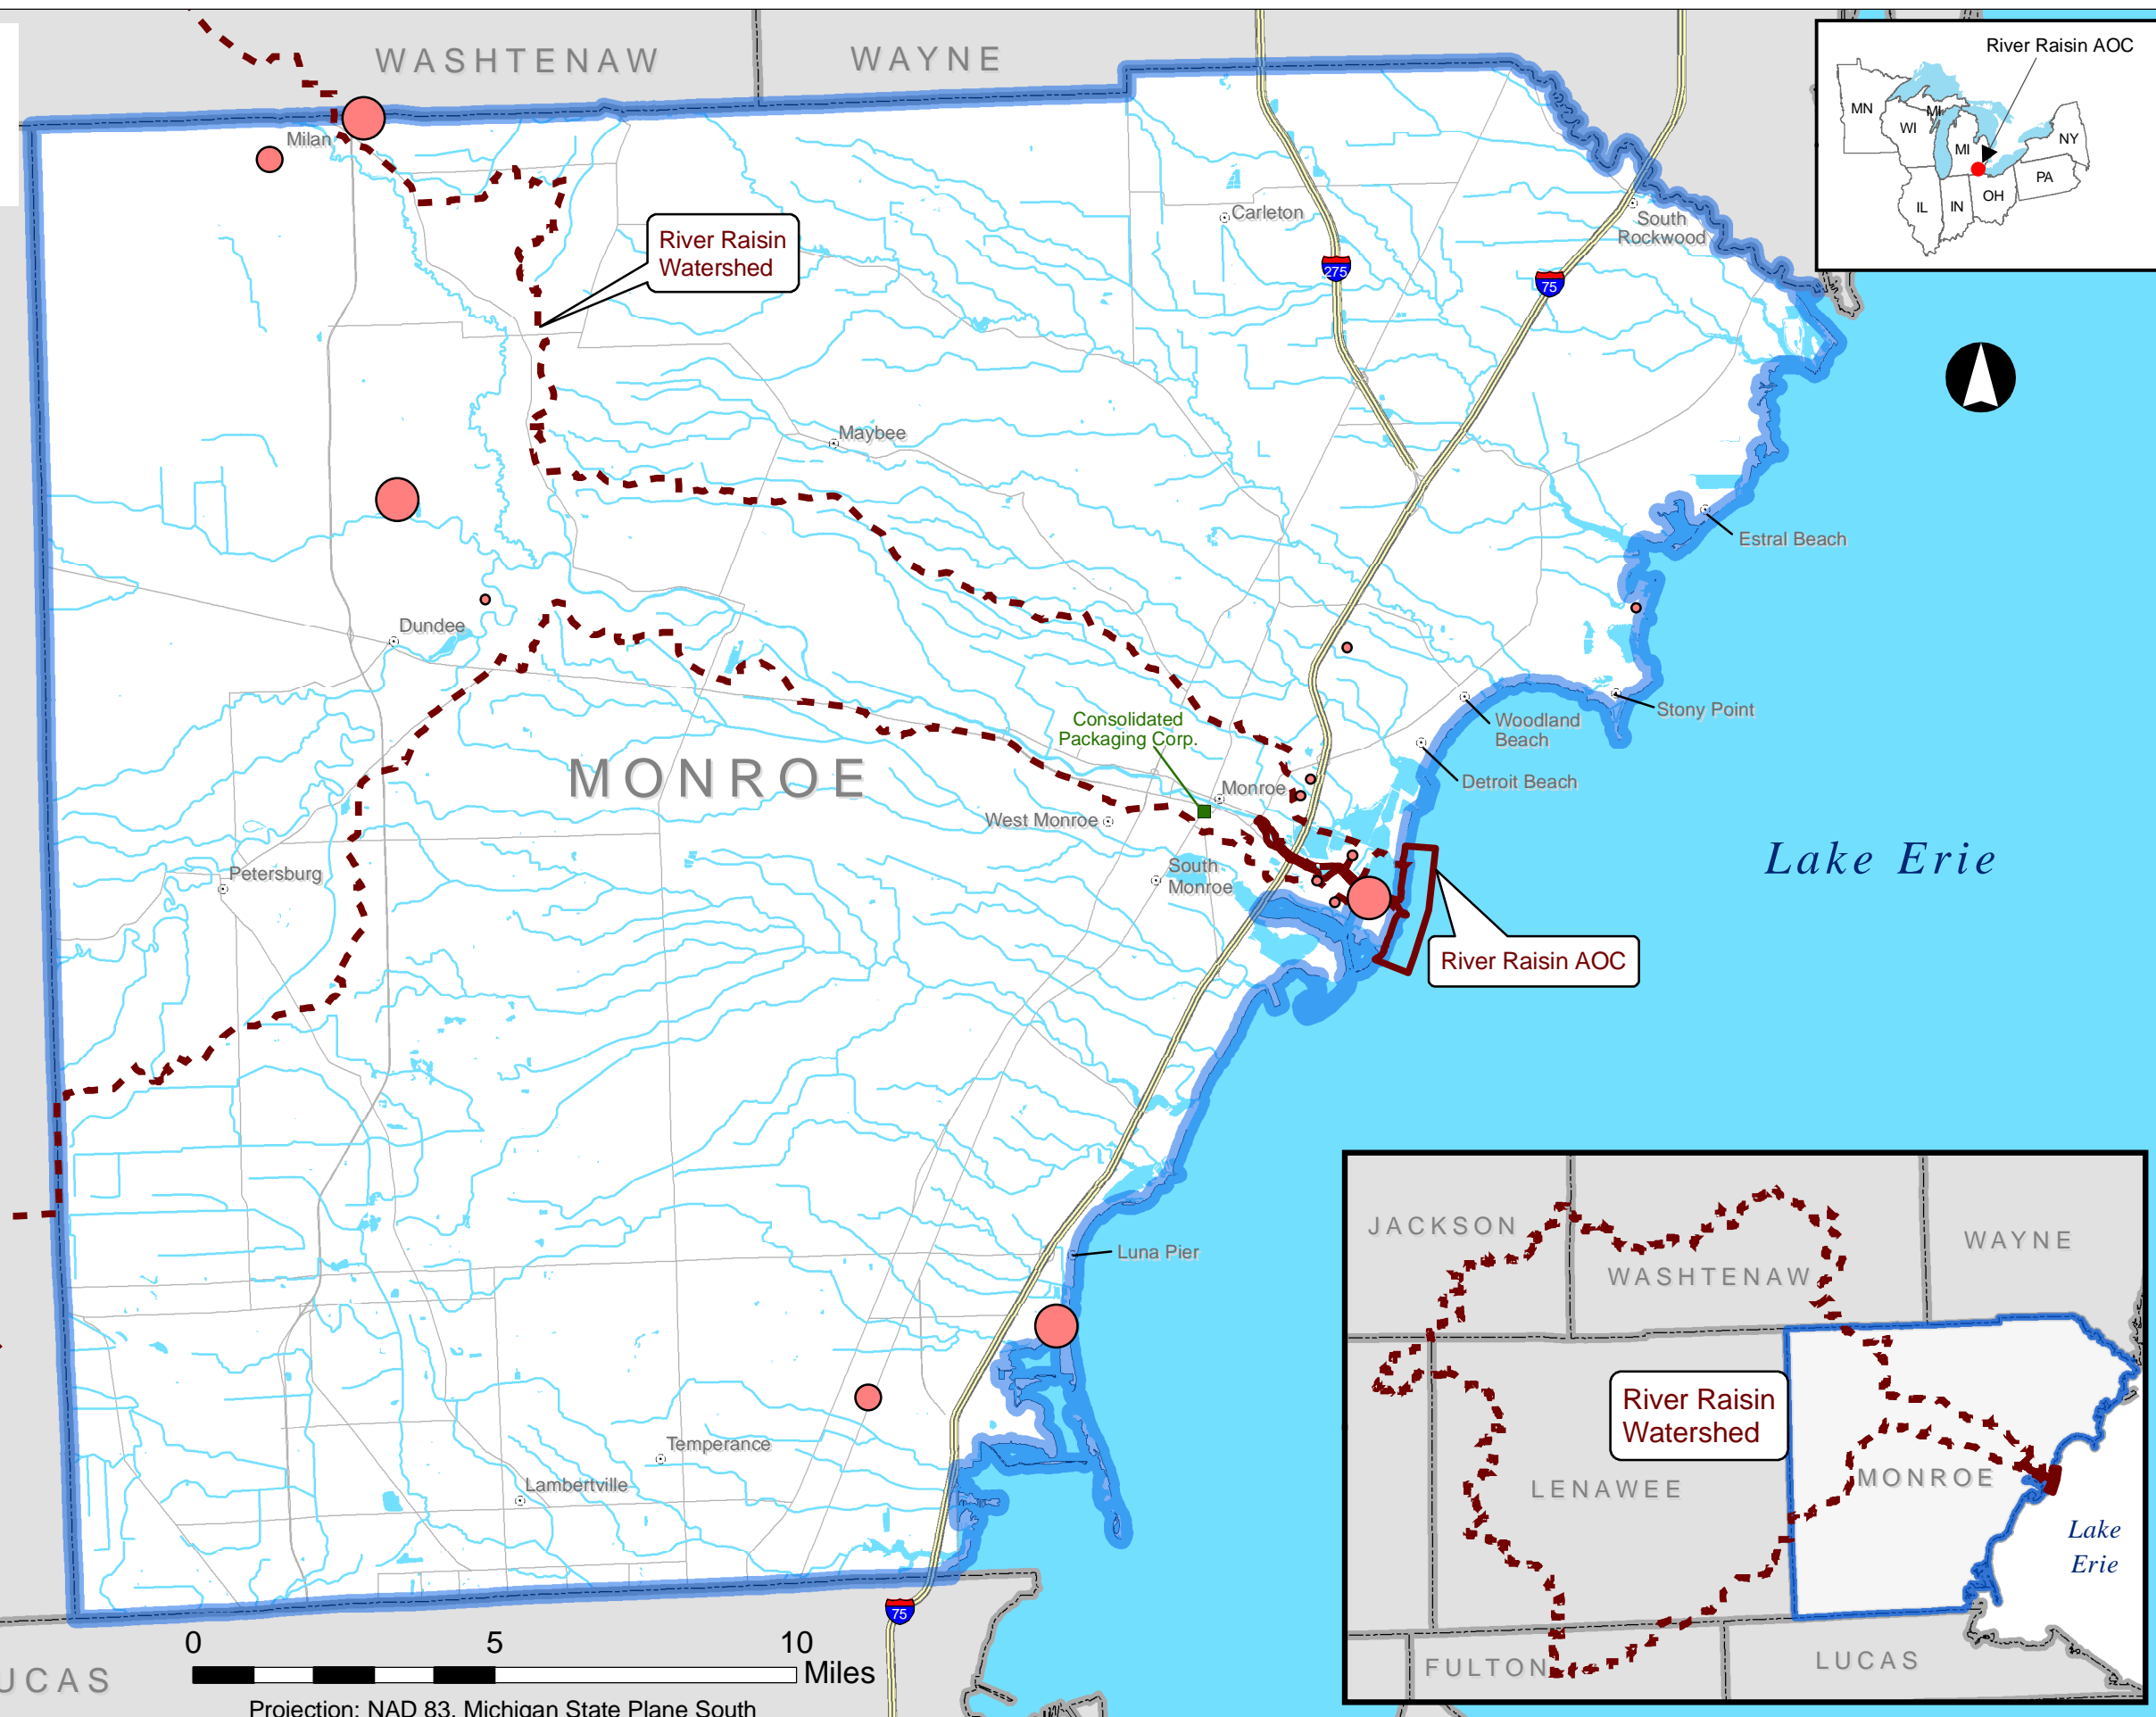 WASHTENAW
WAYNE
River Raisin AOC
MN
WI
MI
MI
NY
PA
IL
IN
OH
Milan
Carleton
South
Rockwood
River Raisin
Watershed
275
75
Maybee
Estral Beach
Dundee
Stony Point
Woodland
Beach
Detroit Beach
Consolidated
Packaging Corp.
MONROE
Monroe
West Monroe
South
Monroe
Petersburg
Lake Erie
River Raisin AOC
Luna Pier
Temperance
Lambertville
75
JACKSON
WASHTENAW
WAYNE
River Raisin
Watershed
LENAWEE
MONROE
Lake
Erie
FULTON
LUCAS
UCAS
0 5 10
Miles
Projection: NAD 83, Michigan State Plane South